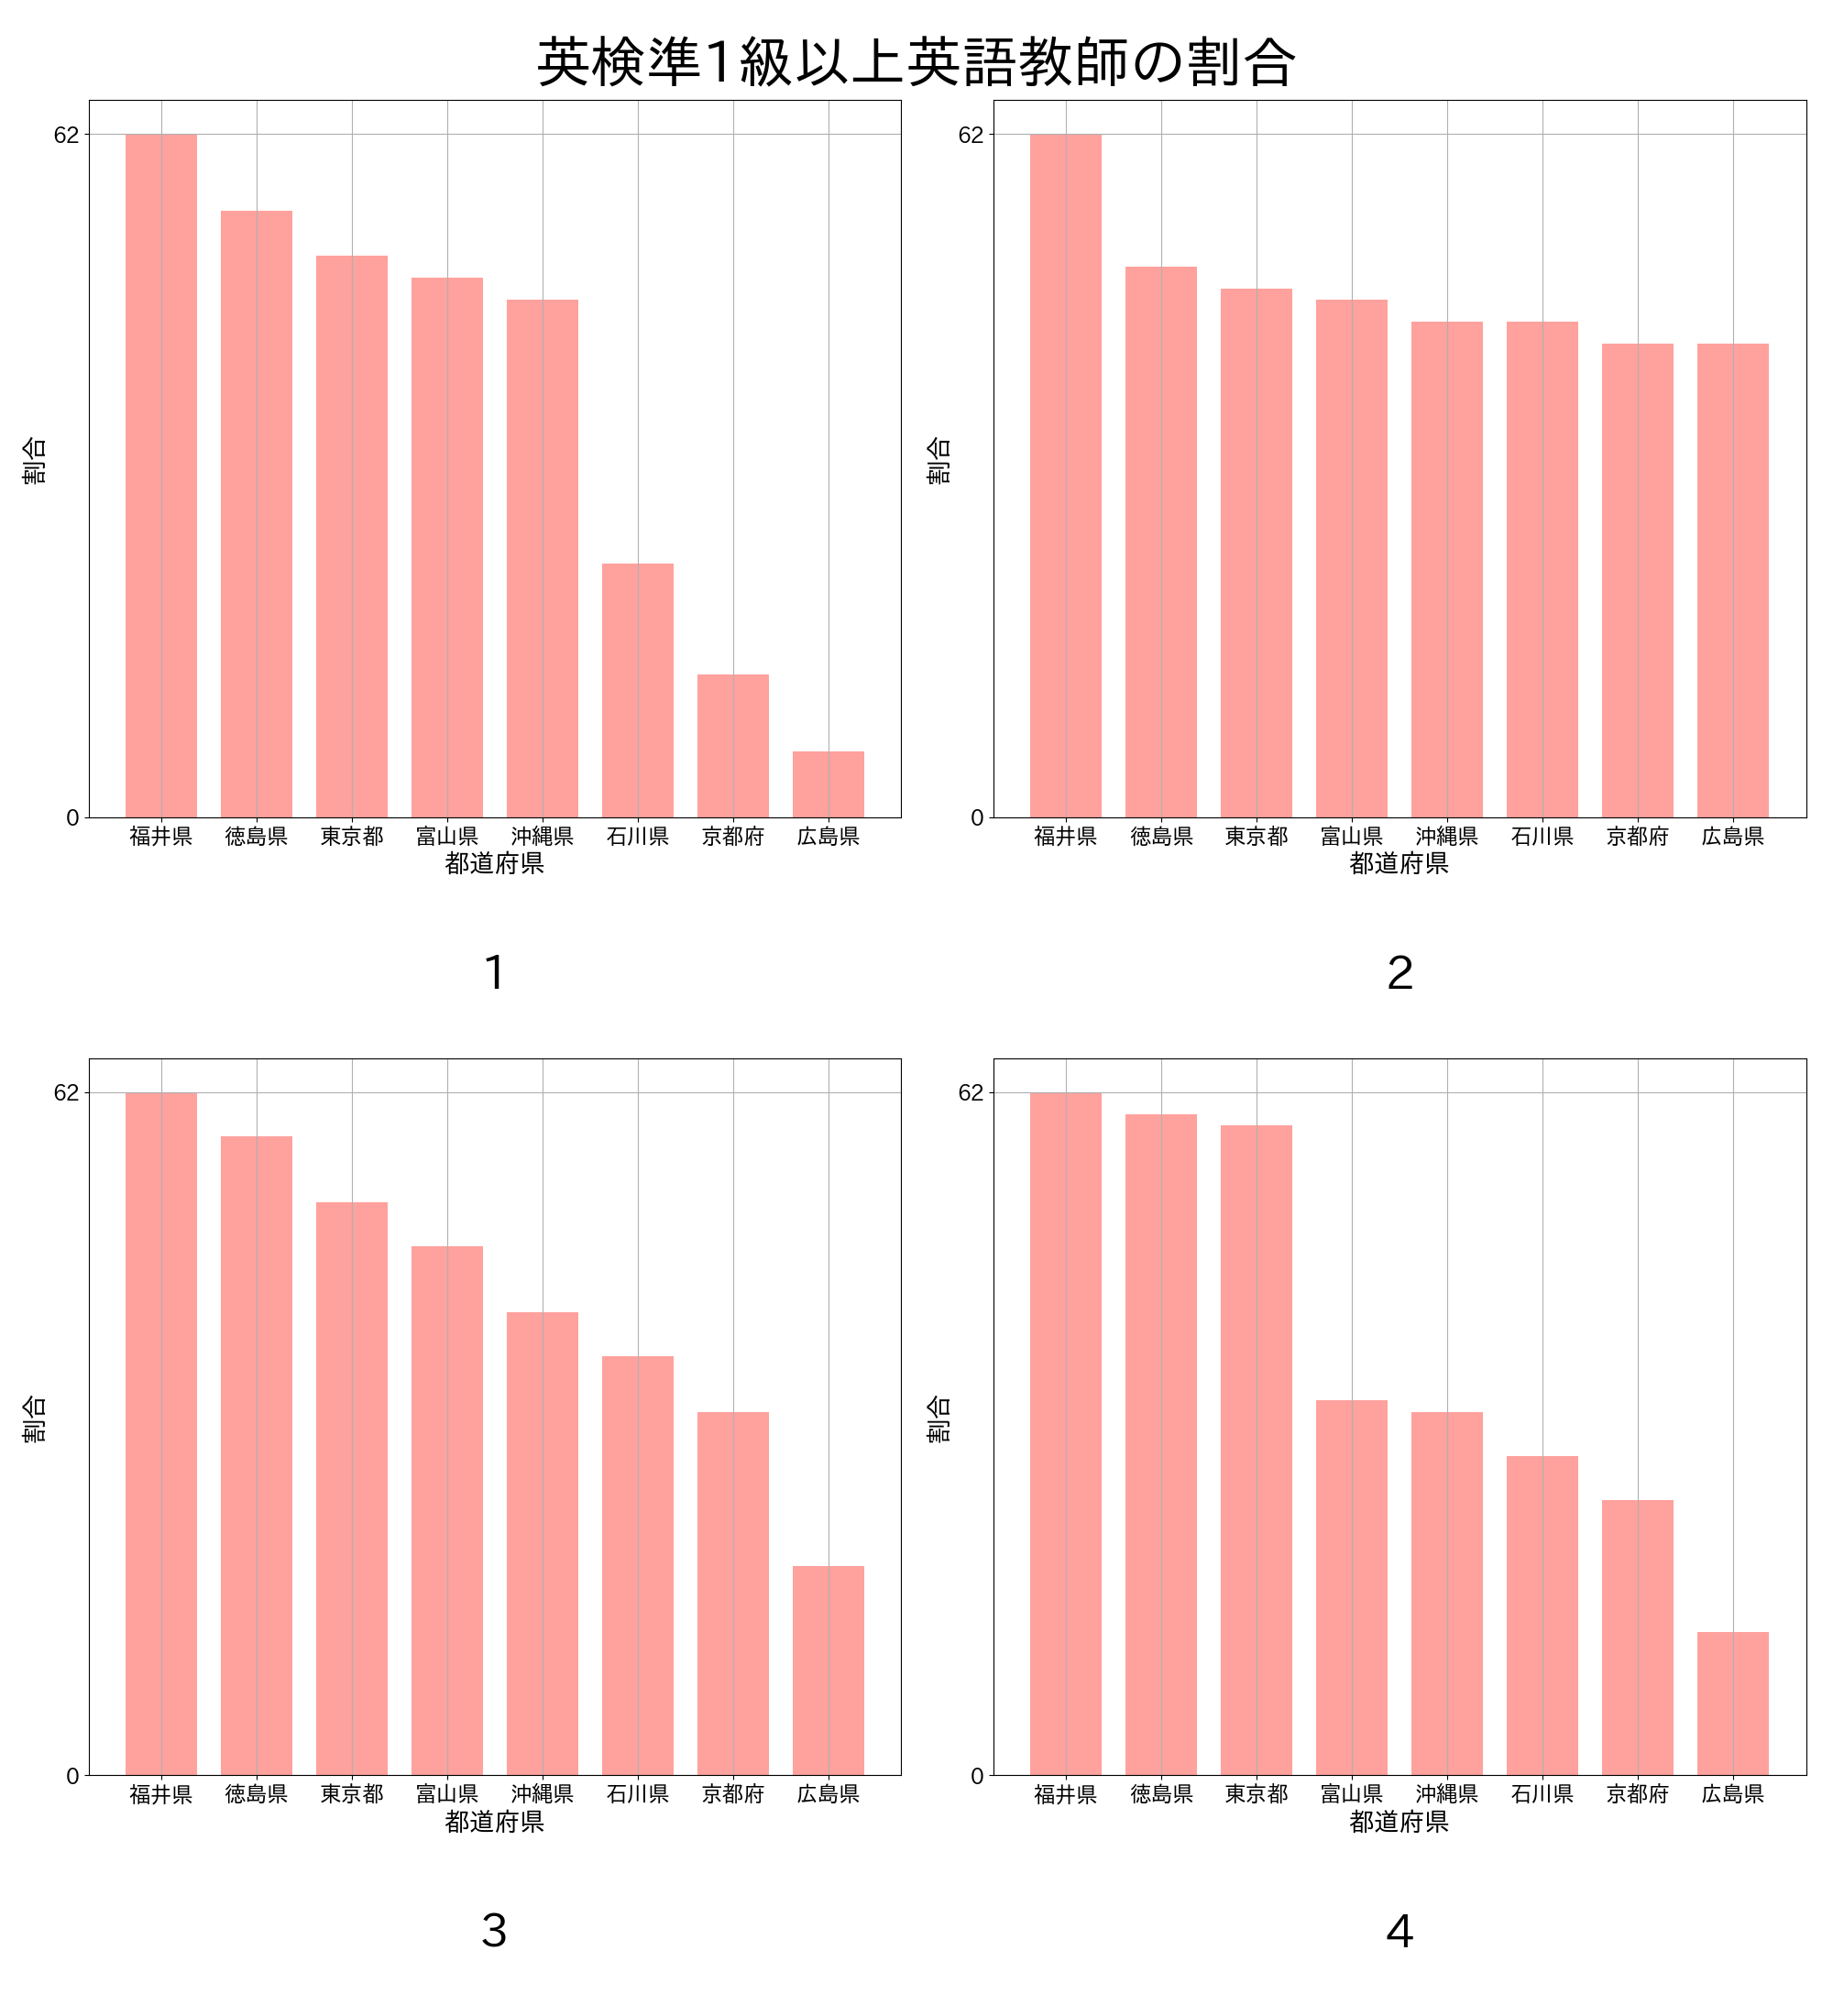 英検準1級以上英語教師の割合
62
割合
0
福井県 徳島県 東京都 富山県 沖縄県 石川県 京都府 広島県
都道府県
1
62
割合
0
福井県 徳島県 東京都 富山県 沖縄県 石川県 京都府 広島県
都道府県
2
62
割合
0
福井県 徳島県 東京都 富山県 沖縄県 石川県 京都府 広島県
都道府県
3
62
割合
0
福井県 徳島県 東京都 富山県 沖縄県 石川県 京都府 広島県
都道府県
4